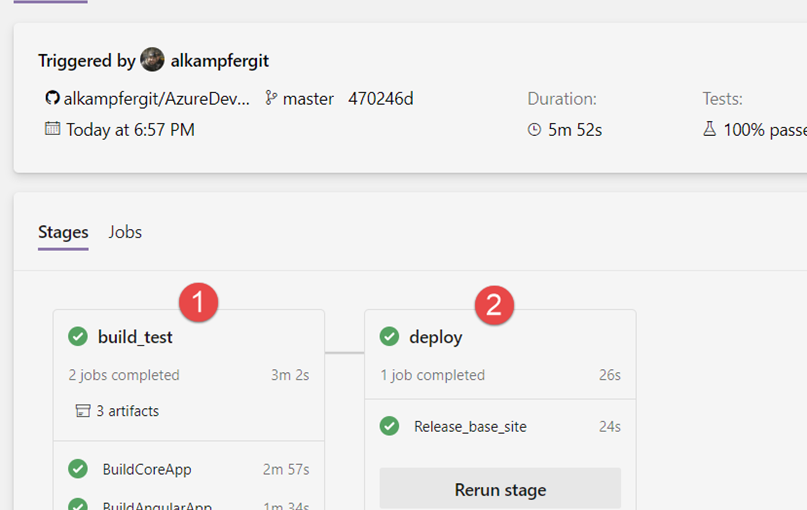 Triggered by alkampfergit
alkampfergit/AzureDev... master 470246d
Duration:
Tests:
Today at 6:57 PM
5m 52s
100% passe
Stages Jobs
1
build_test
2 jobs completed 3m 2s
3 artifacts
BuildCoreApp 2m 57s
BuildAngularApp 1m 34s
2
deploy
1 job completed 26s
Release_base_site 24s
Rerun stage